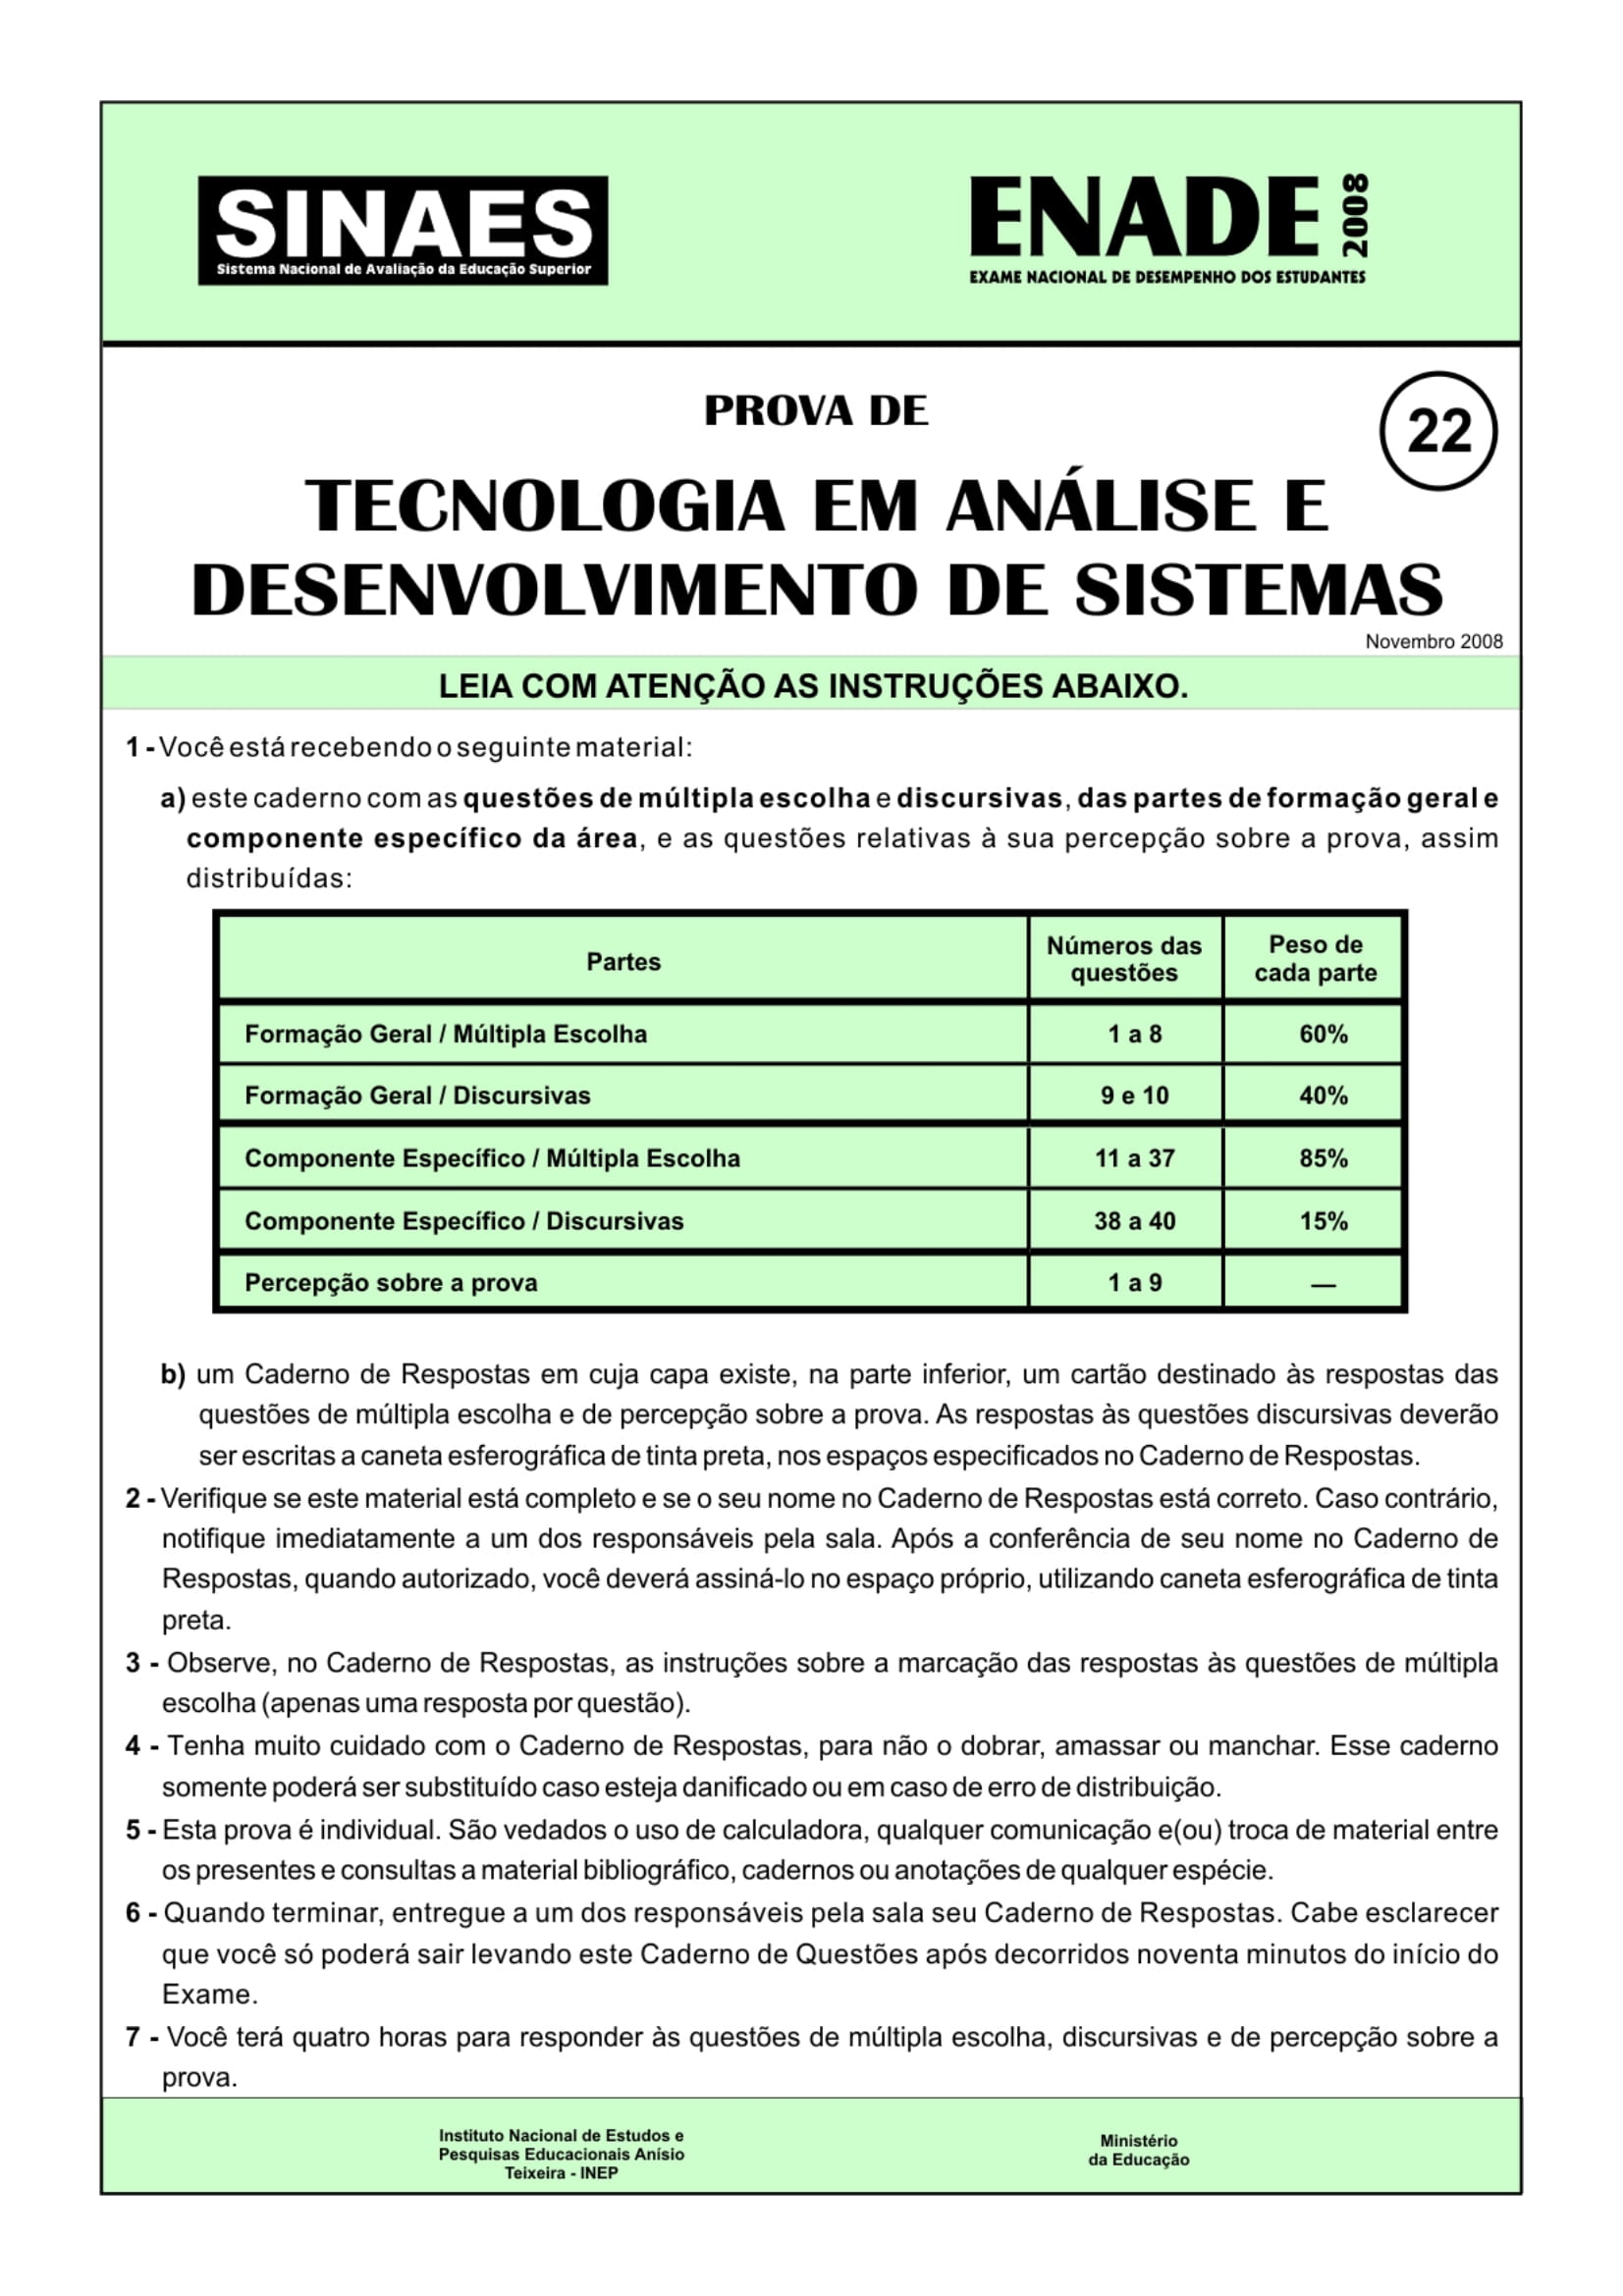 SINAES
Sistema Nacional de Avaliação da Educação Superior
ENADE 2008
EXAME NACIONAL DE DESEMPENHO DOS ESTUDANTES
PROVA DE
22
TECNOLOGIA EM ANÁLISE E
DESENVOLVIMENTO DE SISTEMAS
Novembro 2008
LEIA COM ATENÇÃO AS INSTRUÇÕES ABAIXO.
1 - Você está recebendo o seguinte material:
a) este caderno com as questões de múltipla escolha e discursivas, das partes de formação geral e
componente específico da área, e as questões relativas à sua percepção sobre a prova, assim
distribuídas:
Partes
Números das
questões
Peso de
cada parte
Formação Geral / Múltipla Escolha 1 a 8 60%
Formação Geral / Discursivas 9 e 10 40%
Componente Específico / Múltipla Escolha 11 a 37 85%
Componente Específico / Discursivas 38 a 40 15%
Percepção sobre a prova 1 a 9 —
b) um Caderno de Respostas em cuja capa existe, na parte inferior, um cartão destinado às respostas das
questões de múltipla escolha e de percepção sobre a prova. As respostas às questões discursivas deverão
ser escritas a caneta esferográfica de tinta preta, nos espaços especificados no Caderno de Respostas.
2 - Verifique se este material está completo e se o seu nome no Caderno de Respostas está correto. Caso contrário,
notifique imediatamente a um dos responsáveis pela sala. Após a conferência de seu nome no Caderno de
Respostas, quando autorizado, você deverá assiná-lo no espaço próprio, utilizando caneta esferográfica de tinta
preta.
3 - Observe, no Caderno de Respostas, as instruções sobre a marcação das respostas às questões de múltipla
escolha (apenas uma resposta por questão).
4 - Tenha muito cuidado com o Caderno de Respostas, para não o dobrar, amassar ou manchar. Esse caderno
somente poderá ser substituído caso esteja danificado ou em caso de erro de distribuição.
5 - Esta prova é individual. São vedados o uso de calculadora, qualquer comunicação e(ou) troca de material entre
os presentes e consultas a material bibliográfico, cadernos ou anotações de qualquer espécie.
6 - Quando terminar, entregue a um dos responsáveis pela sala seu Caderno de Respostas. Cabe esclarecer
que você só poderá sair levando este Caderno de Questões após decorridos noventa minutos do início do
Exame.
7 - Você terá quatro horas para responder às questões de múltipla escolha, discursivas e de percepção sobre a
prova.
Instituto Nacional de Estudos e
Pesquisas Educacionais Anísio
Teixeira - INEP
Ministério
da Educação